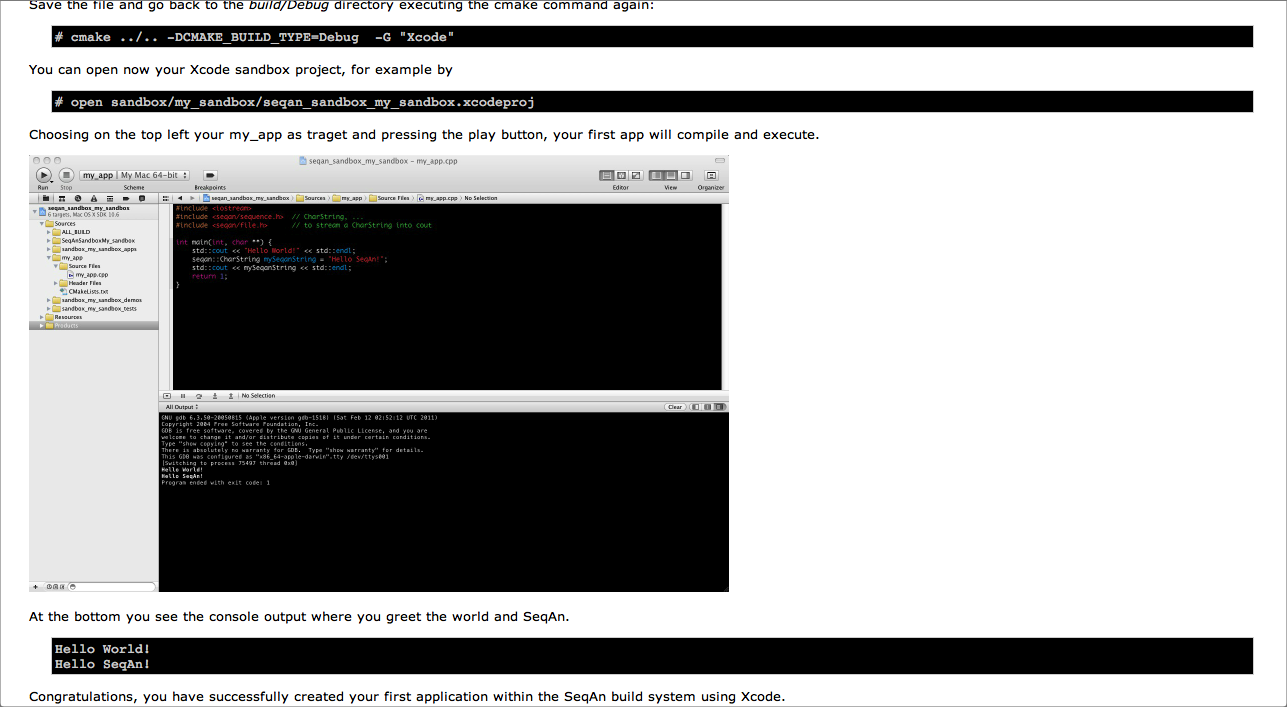 Save the file and go back to the build/Debug directory executing the cmake command again:
# cmake ../.. -DCMAKE_BUILD_TYPE=Debug  -G "Xcode"
You can open now your Xcode sandbox project, for example by
# open sandbox/my_sandbox/seqan_sandbox_my_sandbox.xcodeproj
Choosing on the top left your my_app as traget and pressing the play button, your first app will compile and execute.
seqan_sandbox_my_sandbox – my_app.cpp
my_app | My Mac 64-bit
Run Stop Scheme Breakpoints Editor View Organizer
seqan_sandbox_my_sandbox Sources my_app Source Files my_app.cpp No Selection
seqan_sandbox_my_sandbox
6 targets, Mac OS X SDK 10.6
Sources
ALL_BUILD
SeqAnSandboxMy_sandbox
sandbox_my_sandbox_apps
my_app
Source Files
my_app.cpp
Header Files
CMakeLists.txt
sandbox_my_sandbox_demos
sandbox_my_sandbox_tests
Resources
Products
#include <iostream>
#include <seqan/sequence.h>  // CharString, ...
#include <seqan/file.h>      // to stream a CharString into cout
int main(int, char **) {
std::cout << "Hello World!" << std::endl;
seqan::CharString mySeqanString = "Hello SeqAn!";
std::cout << mySeqanString << std::endl;
return 1;
}
No Selection
All Output Clear
GNU gdb 6.3.50-20050815 (Apple version gdb-1518) (Sat Feb 12 02:52:12 UTC 2011)
Copyright 2004 Free Software Foundation, Inc.
GDB is free software, covered by the GNU General Public License, and you are
welcome to change it and/or distribute copies of it under certain conditions.
Type "show copying" to see the conditions.
There is absolutely no warranty for GDB.  Type "show warranty" for details.
This GDB was configured as "x86_64-apple-darwin".tty /dev/ttys001
[Switching to process 75497 thread 0x0]
Hello World!
Hello SeqAn!
Program ended with exit code: 1
At the bottom you see the console output where you greet the world and SeqAn.
Hello World!
Hello SeqAn!
Congratulations, you have successfully created your first application within the SeqAn build system using Xcode.